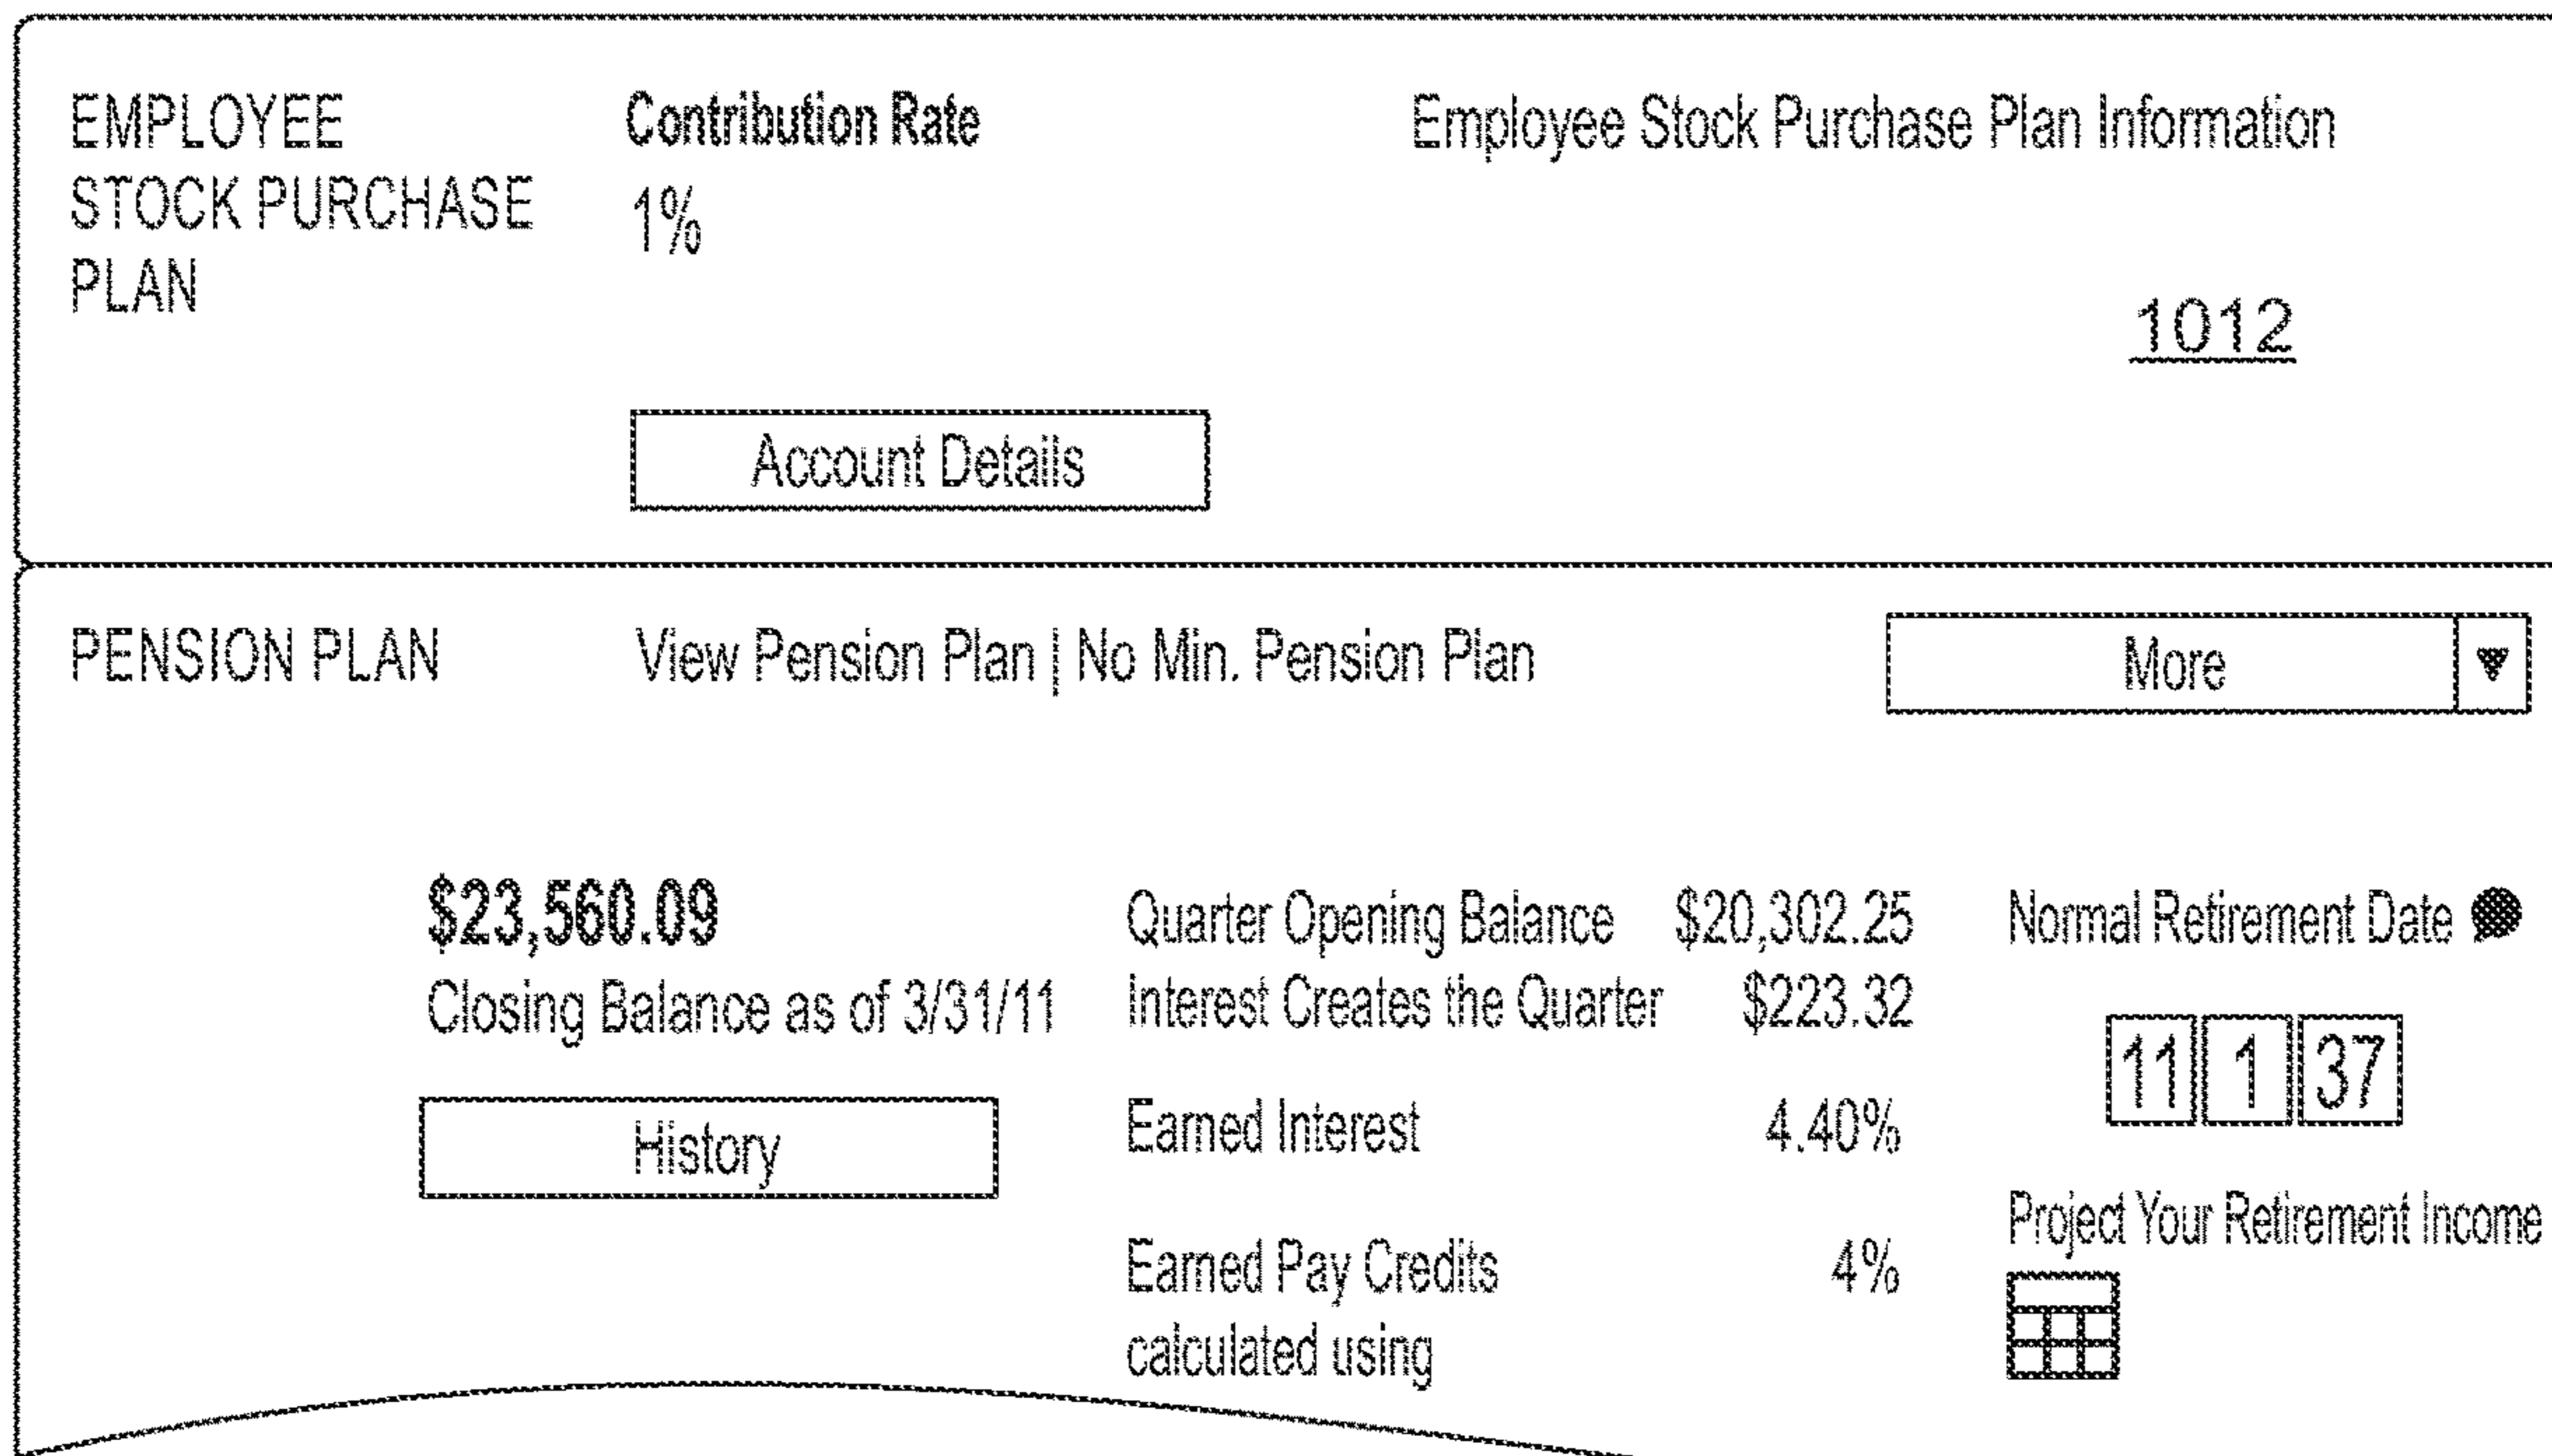 EMPLOYEE
STOCK PURCHASE
PLAN
Contribution Rate
1%
Employee Stock Purchase Plan Information
1012
Account Details
PENSION PLAN
View Pension Plan | No Min. Pension Plan
More
$23,560.09
Closing Balance as of 3/31/11
History
Quarter Opening Balance $20,302.25
Interest Creates the Quarter $223.32
Earned Interest 4.40%
Earned Pay Credits 4%
calculated using
Normal Retirement Date
11 1 37
Project Your Retirement Income